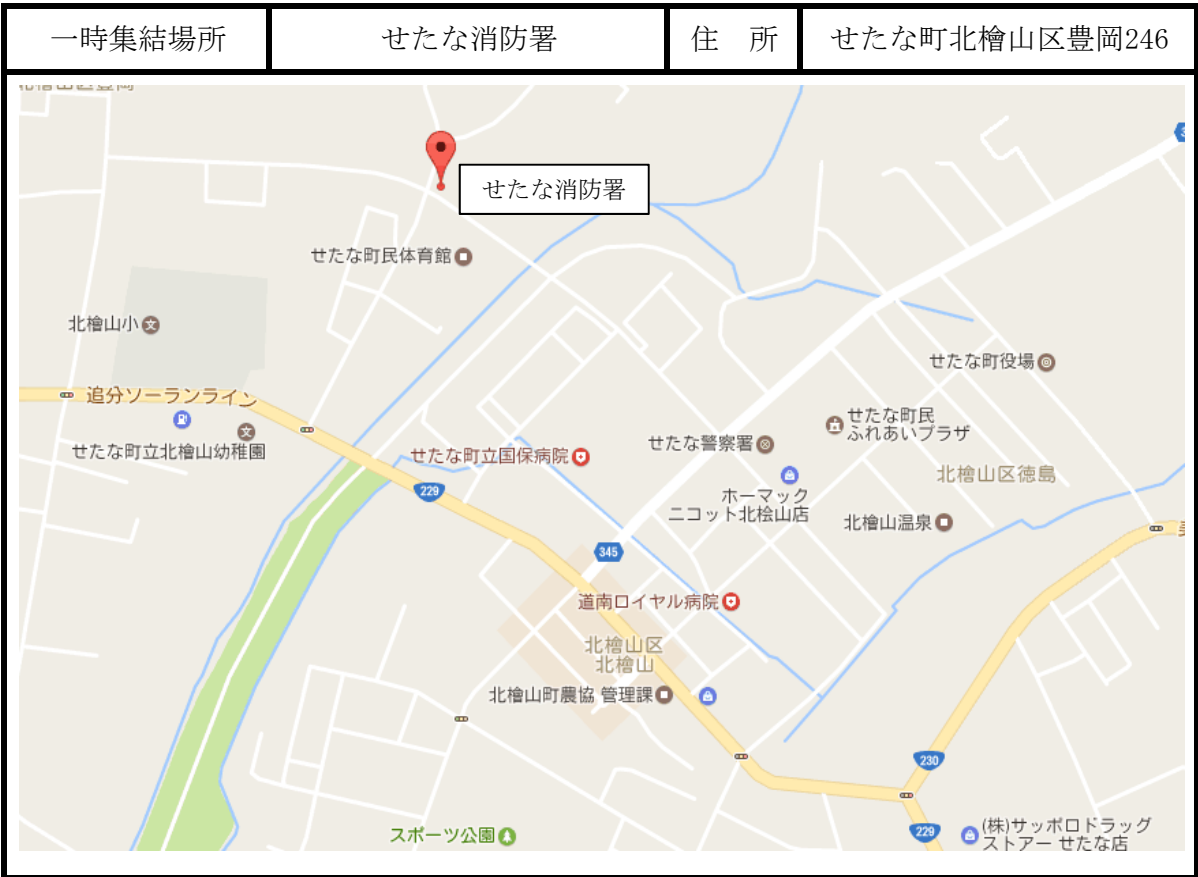 一時集結場所
せたな消防署
住　所
せたな町北檜山区豊岡246
北檜山区豊岡
せたな消防署
せたな町民体育館
北檜山小
せたな町役場
追分ソーランライン
せたな町民
ふれあいプラザ
せたな警察署
せたな町立北檜山幼稚園
せたな町立国保病院
北檜山区徳島
229
ホーマック
ニコット北桧山店
北檜山温泉
345
道南ロイヤル病院
北檜山区
北檜山
北檜山町農協 管理課
230
スポーツ公園
229
(株)サッポロドラッグ
ストアー せたな店